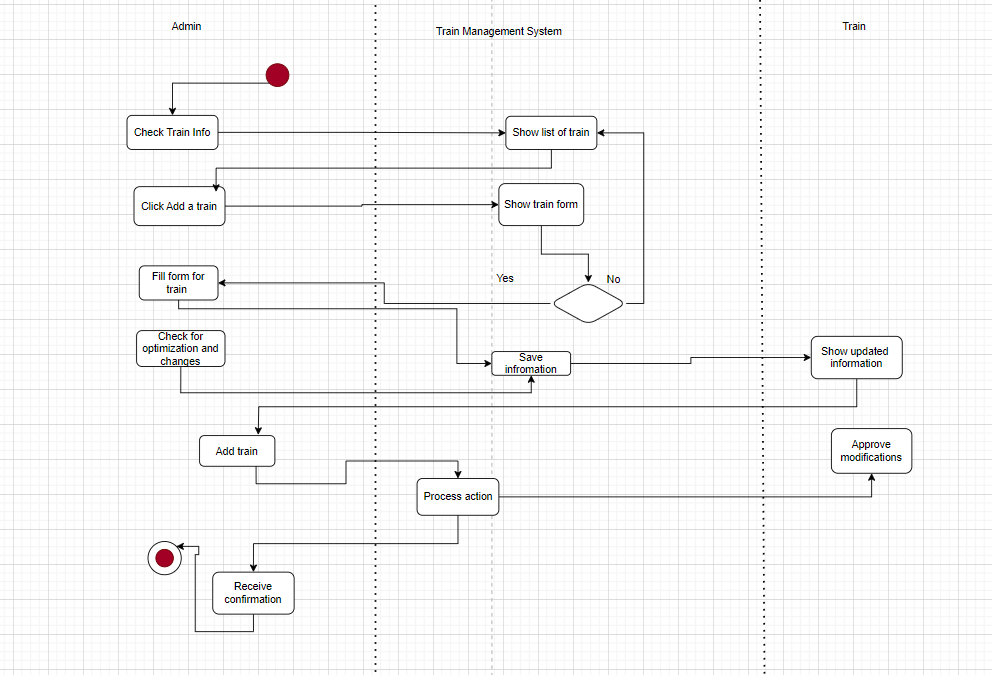 Admin
Train Management System
Train
Check Train Info
Show list of train
Click Add a train
Show train form
Fill form for
train
Yes
No
Check for
optimization and
changes
Save
infromation
Show updated
information
Add train
Approve
modifications
Process action
Receive
confirmation